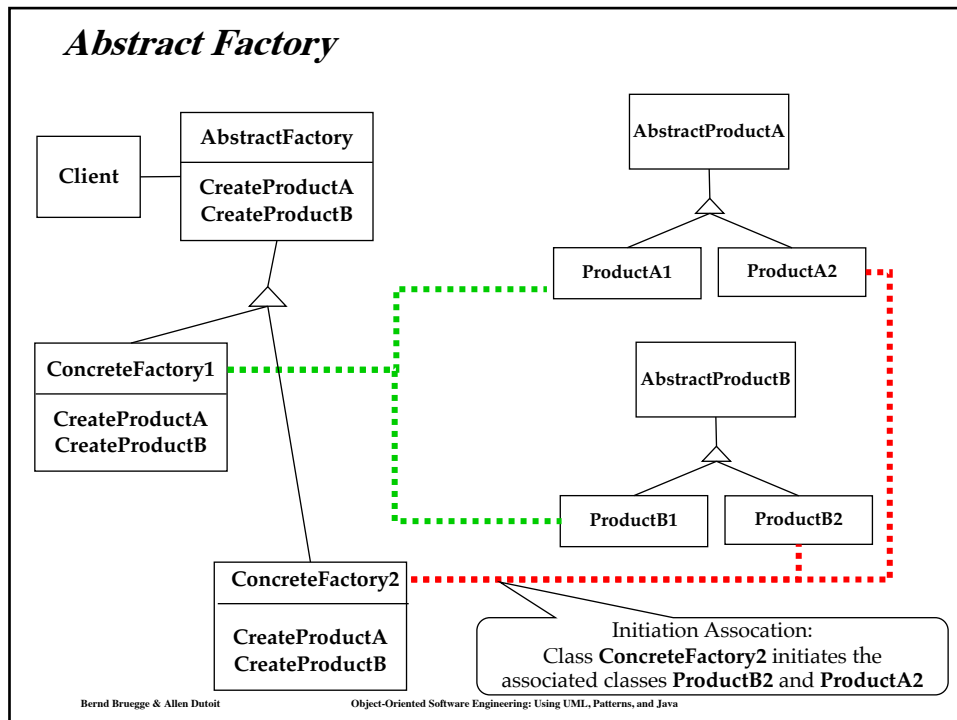 Abstract Factory
Client
AbstractFactory
CreateProductA
CreateProductB
AbstractProductA
ProductA1
ProductA2
ConcreteFactory1
CreateProductA
CreateProductB
AbstractProductB
ProductB1
ProductB2
ConcreteFactory2
CreateProductA
CreateProductB
Initiation Assocation:
Class ConcreteFactory2 initiates the
associated classes ProductB2 and ProductA2
Bernd Bruegge & Allen Dutoit Object-Oriented Software Engineering: Using UML, Patterns, and Java